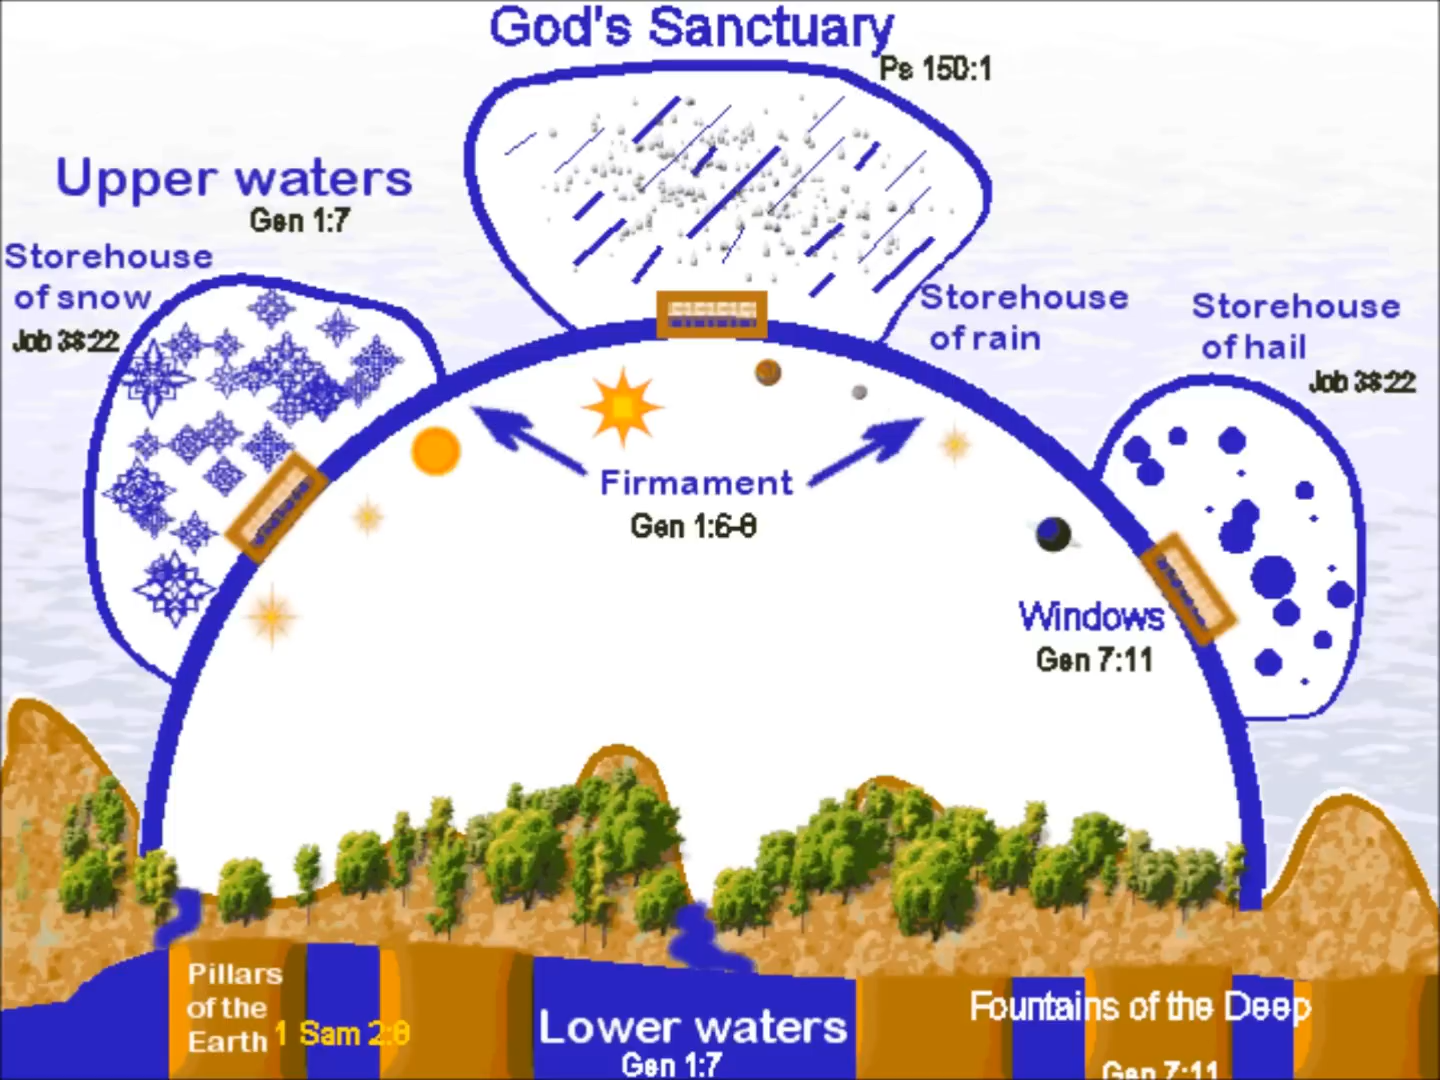 God's Sanctuary
Ps 150:1
Upper waters
Gen 1:7
Storehouse
of snow
Job 38:22
Storehouse
of rain
Storehouse
of hail
Job 38:22
Firmament
Gen 1:6-8
Windows
Gen 7:11
Pillars
of the
Earth
1 Sam 2:8
Lower waters
Gen 1:7
Fountains of the Deep
Gen 7:11